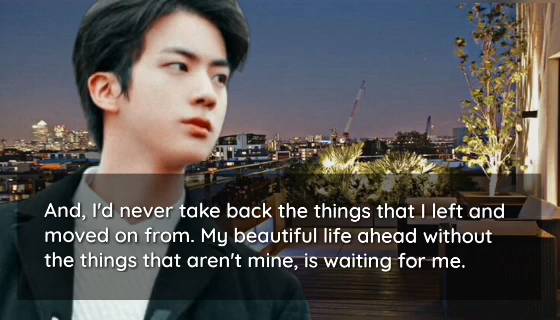 And, I'd never take back the things that I left and
moved on from. My beautiful life ahead without
the things that aren't mine, is waiting for me.